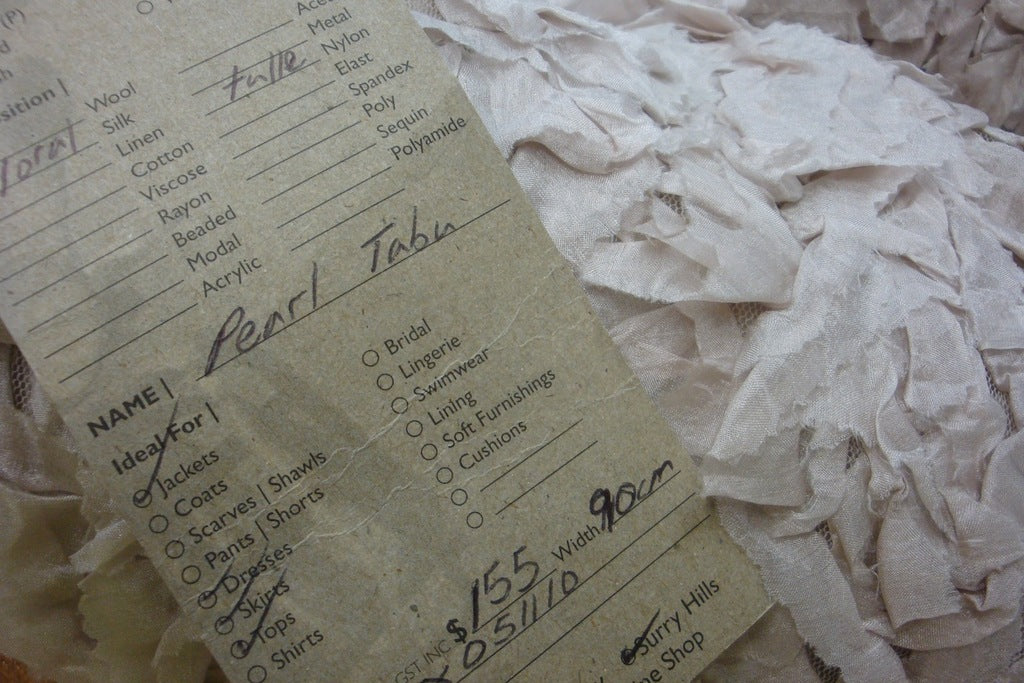 (P)
Metal
Nylon
Elast
Spandex
Poly
Sequin
Polyamide
tulle
Wool
Silk
Linen
Cotton
Viscose
Rayon
Beaded
Modal
Acrylic
NAME | Pearl Tabu
Ideal For |
Jackets
Coats
Scarves | Shawls
Pants | Shorts
Dresses
Skirts
Tops
Shirts
Bridal
Lingerie
Swimwear
Lining
Soft Furnishings
Cushions
GST INC $155 Width 90cm
051110
Surry Hills
Shop